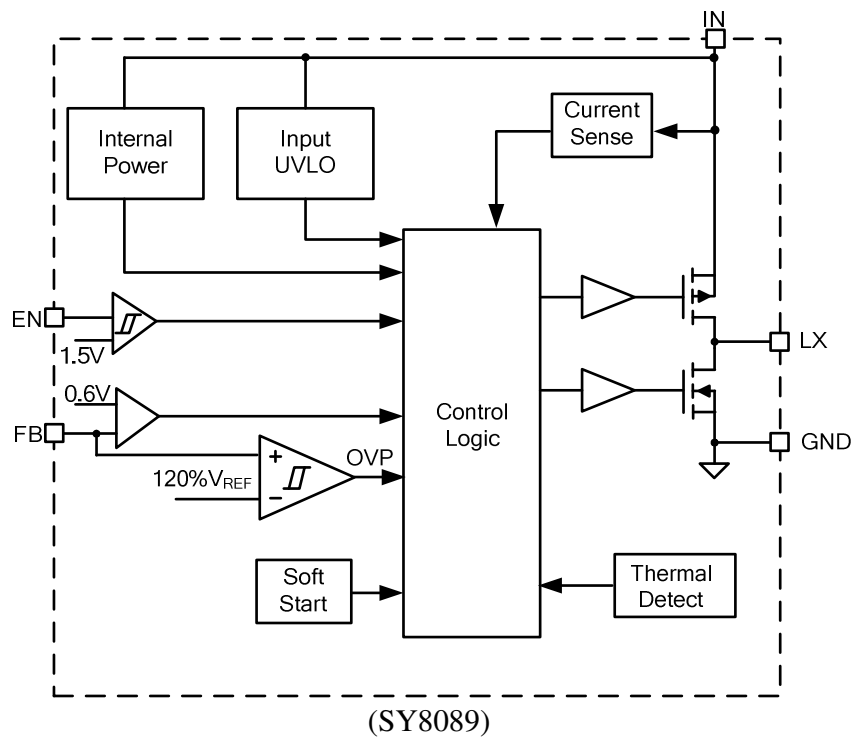 IN
Internal
Power
Input
UVLO
Current
Sense
EN
1.5V
0.6V
FB
120%VREF
+
−
OVP
Control
Logic
LX
GND
Soft
Start
Thermal
Detect
(SY8089)